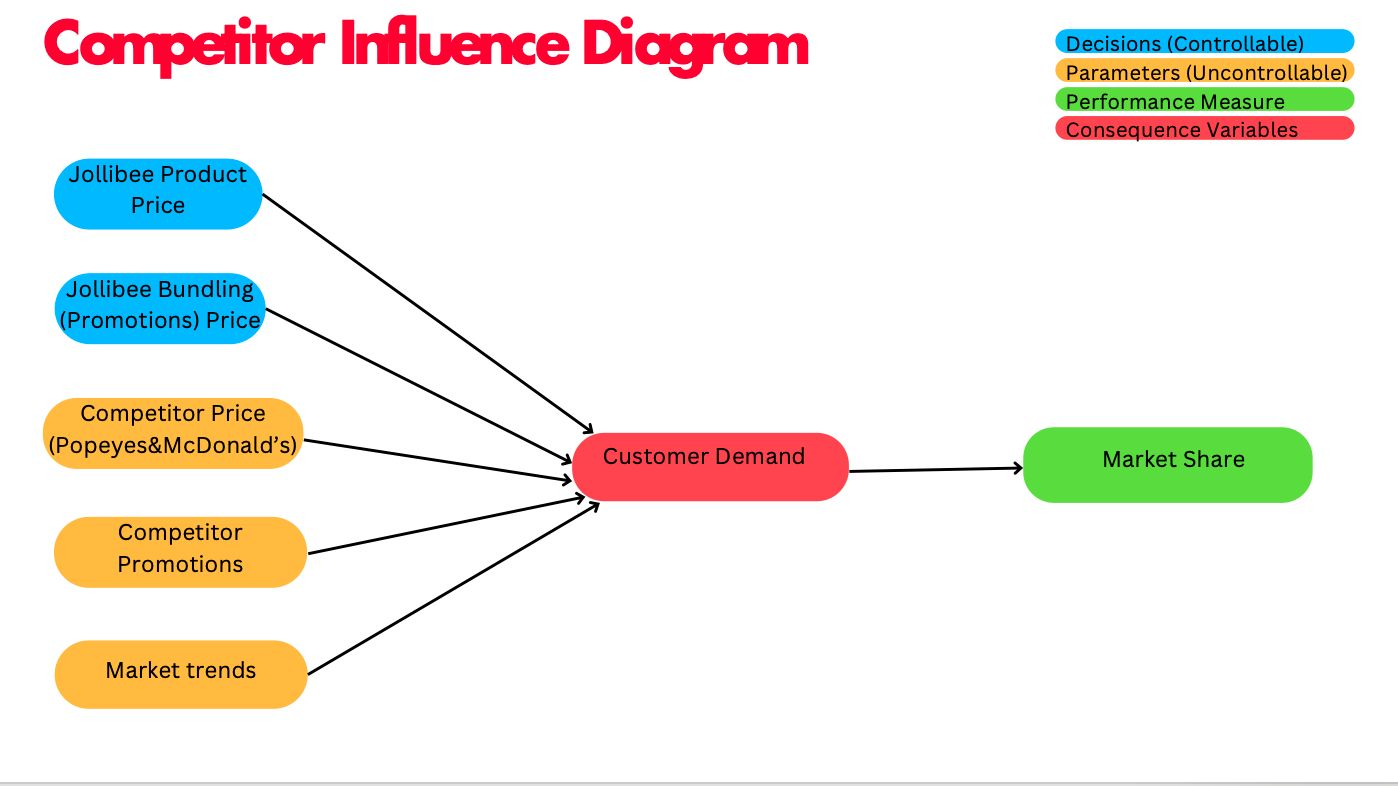 Competitor Influence Diagram
Decisions (Controllable)
Parameters (Uncontrollable)
Performance Measure
Consequence Variables
Jollibee Product
Price
Jollibee Bundling
(Promotions) Price
Competitor Price
(Popeyes&McDonald’s)
Competitor
Promotions
Market trends
Customer Demand
Market Share